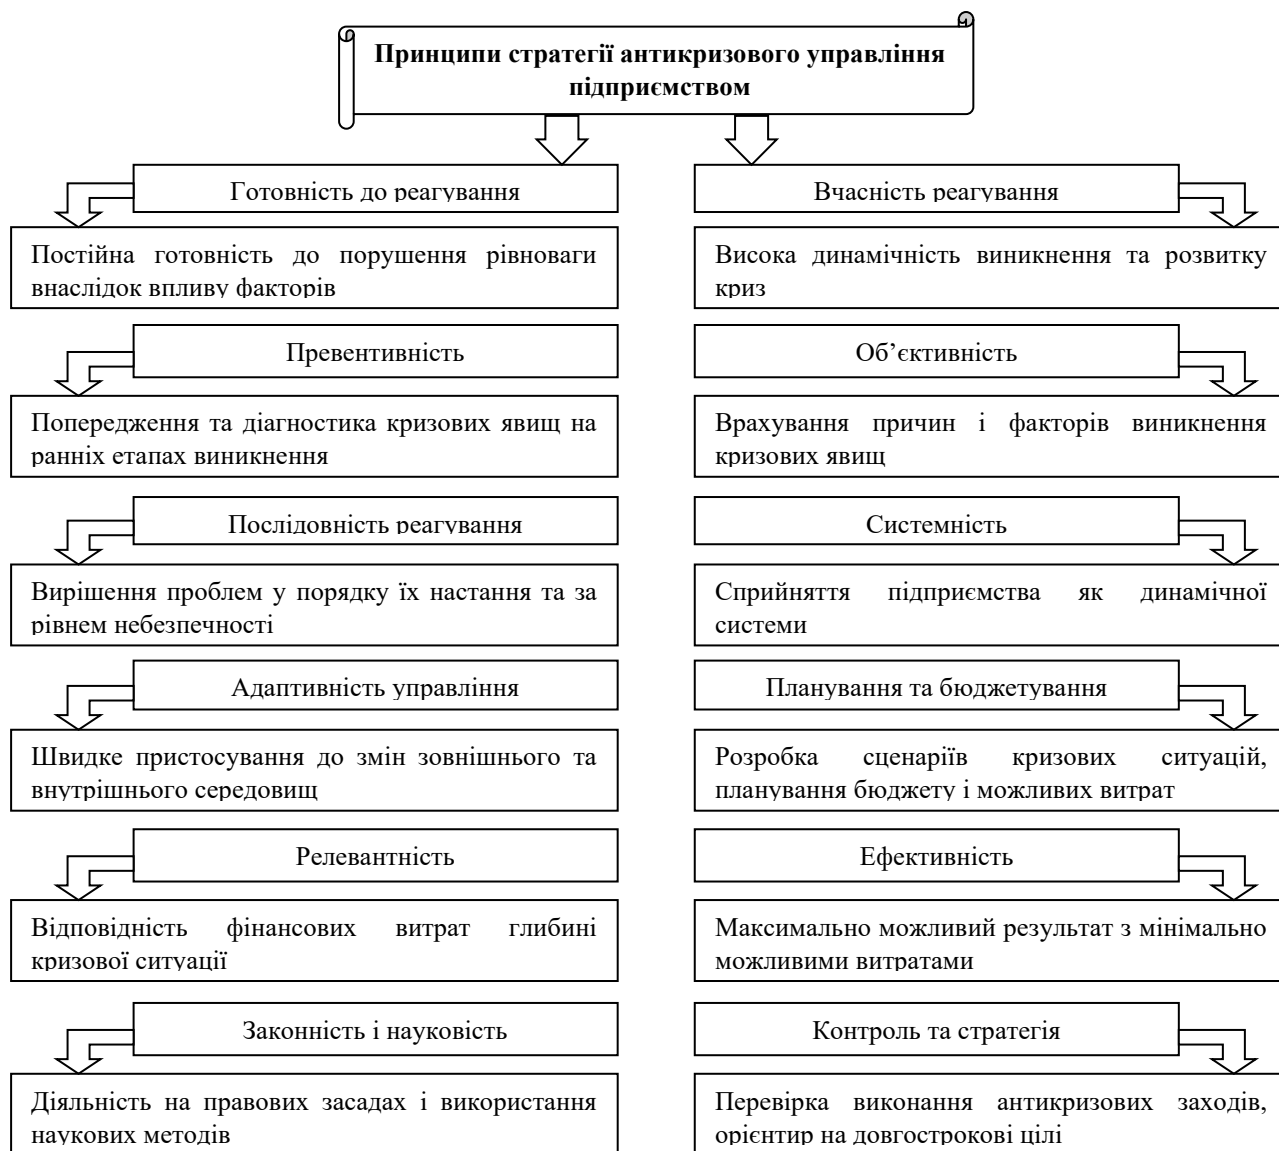 Принципи стратегії антикризового управління
підприємством
Готовність до реагування
Постійна готовність до порушення рівноваги
внаслідок впливу факторів
Превентивність
Попередження та діагностика кризових явищ на
ранніх етапах виникнення
Послідовність реагування
Вирішення проблем у порядку їх настання та за
рівнем небезпечності
Адаптивність управління
Швидке пристосування до змін зовнішнього та
внутрішнього середовищ
Релевантність
Відповідність фінансових витрат глибині
кризової ситуації
Законність і науковість
Діяльність на правових засадах і використання
наукових методів
Вчасність реагування
Висока динамічність виникнення та розвитку
криз
Об’єктивність
Врахування причин і факторів виникнення
кризових явищ
Системність
Сприйняття підприємства як динамічної
системи
Планування та бюджетування
Розробка сценаріїв кризових ситуацій,
планування бюджету і можливих витрат
Ефективність
Максимально можливий результат з мінімально
можливими витратами
Контроль та стратегія
Перевірка виконання антикризових заходів,
орієнтир на довгострокові цілі